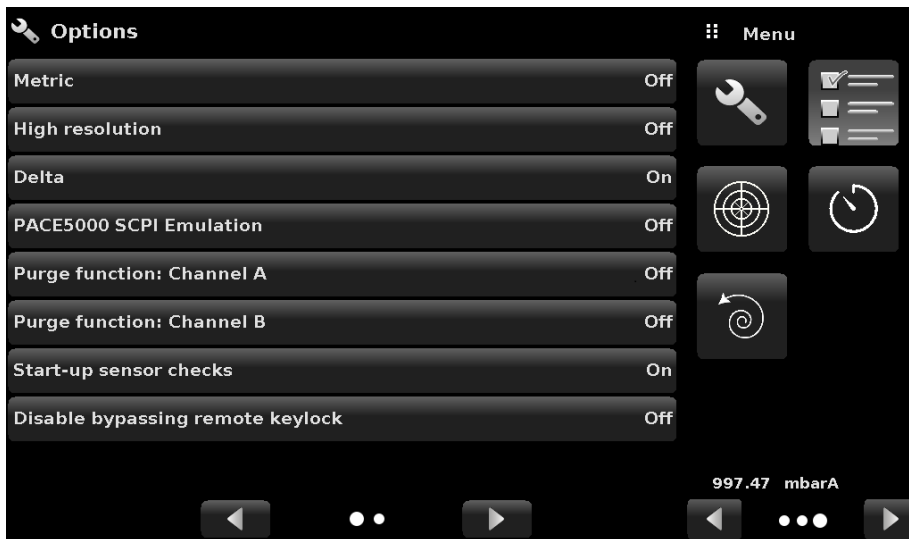 Options
Metric Off
High resolution Off
Delta On
PACE5000 SCPI Emulation Off
Purge function: Channel A Off
Purge function: Channel B Off
Start-up sensor checks On
Disable bypassing remote keylock Off
Menu
997.47 mbarA